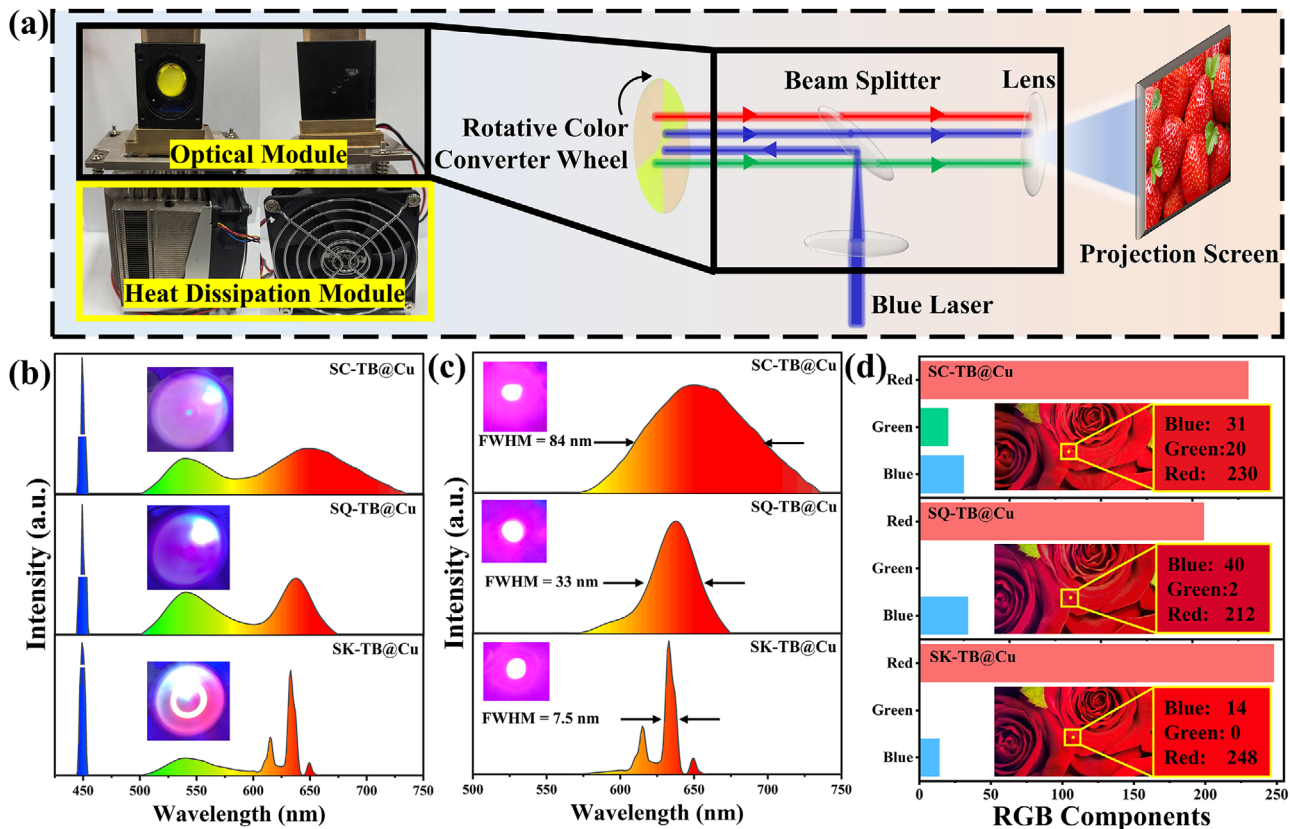 (a)
Optical Module
Heat Dissipation Module
Rotative Color
Converter Wheel
Beam Splitter
Lens
Blue Laser
Projection Screen
(b)
SC-TB@Cu
SQ-TB@Cu
SK-TB@Cu
Intensity (a.u.)
450 500 550 600 650 700 750
Wavelength (nm)
(c)
SC-TB@Cu
FWHM = 84 nm
SQ-TB@Cu
FWHM = 33 nm
SK-TB@Cu
FWHM = 7.5 nm
Intensity (a.u.)
500 550 600 650 700 750
Wavelength (nm)
(d)
SC-TB@Cu
Red
Green
Blue
Blue: 31
Green:20
Red: 230
SQ-TB@Cu
Red
Green
Blue
Blue: 40
Green:2
Red: 212
SK-TB@Cu
Red
Green
Blue
Blue: 14
Green: 0
Red: 248
0 25 50 75 100 125 150 175 200 225 250
RGB Components